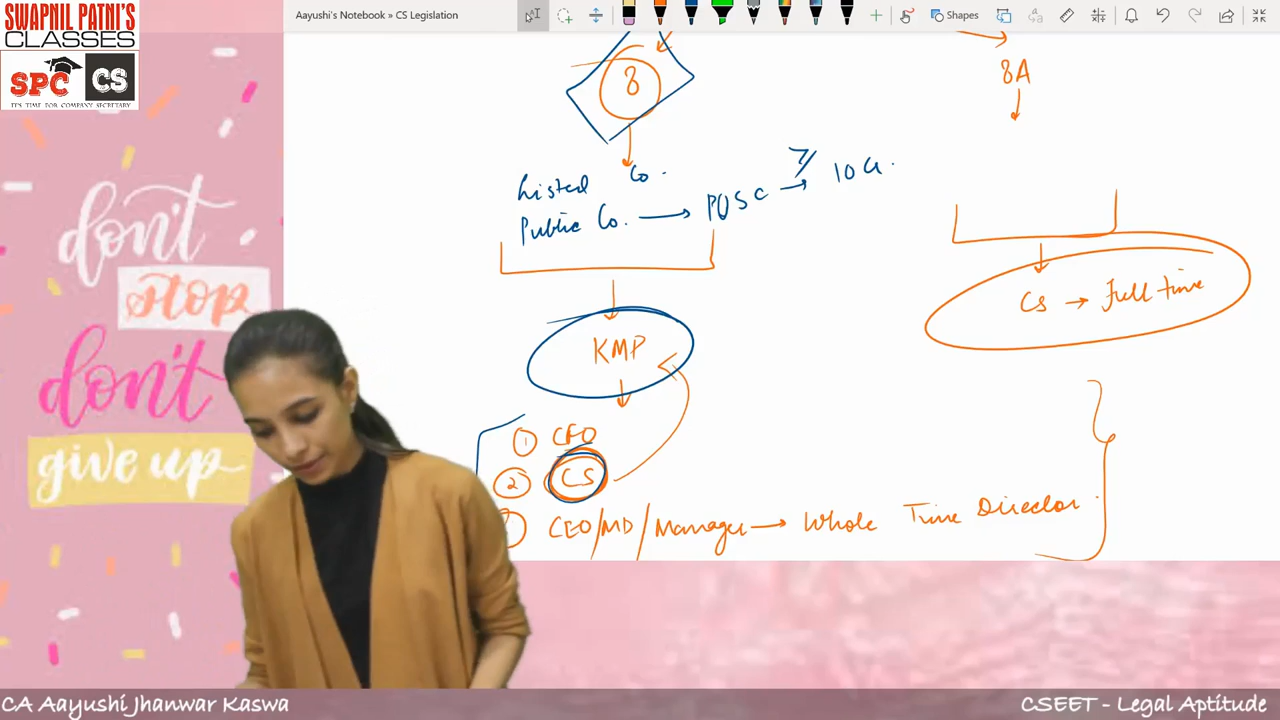 SWAPNIL PATNI'S
CLASSES
SPC CS
IT'S TIME FOR COMPANY SECRETARY
Aayushi's Notebook » CS Legislation
Shapes
8
8A
Listed Co.
Public Co. → PUSC → ≥ 10 Cr.
CS → Full time
KMP
① CFO
② CS
CEO/MD/Manager → Whole Time Director
don't
stop
don't
give up
CA Aayushi Jhanwar Kaswa
CSEET - Legal Aptitude